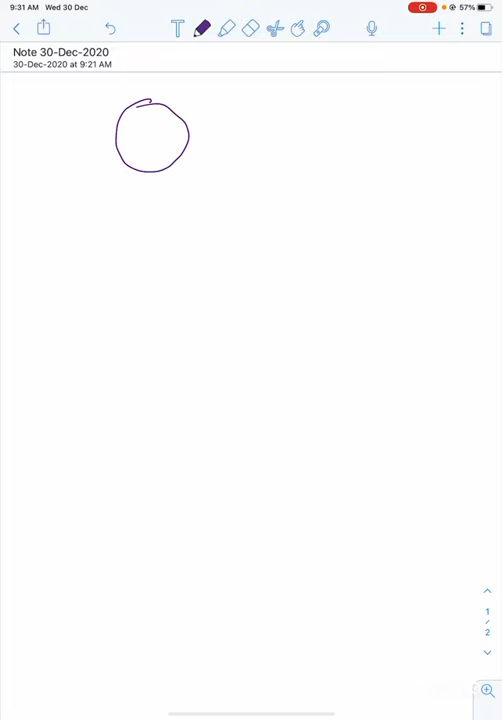 9:31 AM Wed 30 Dec
57%
T
Note 30-Dec-2020
30-Dec-2020 at 9:21 AM
1
/
2